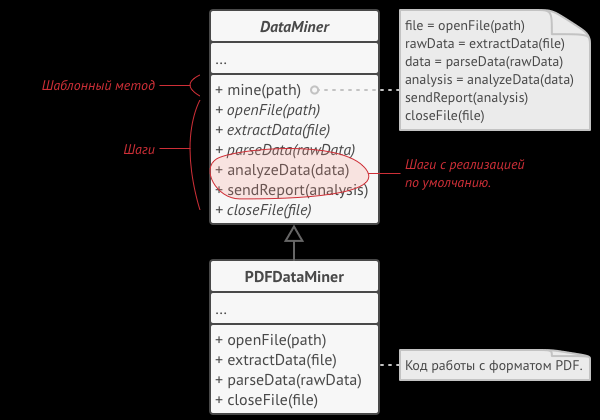 DataMiner
...
+ mine(path)
+ openFile(path)
+ extractData(file)
+ parseData(rawData)
+ analyzeData(data)
+ sendReport(analysis)
+ closeFile(file)
file = openFile(path)
rawData = extractData(file)
data = parseData(rawData)
analysis = analyzeData(data)
sendReport(analysis)
closeFile(file)
Шаблонный метод
Шаги
Шаги с реализацией
по умолчанию.
PDFDataMiner
...
+ openFile(path)
+ extractData(file)
+ parseData(rawData)
+ closeFile(file)
Код работы с форматом PDF.